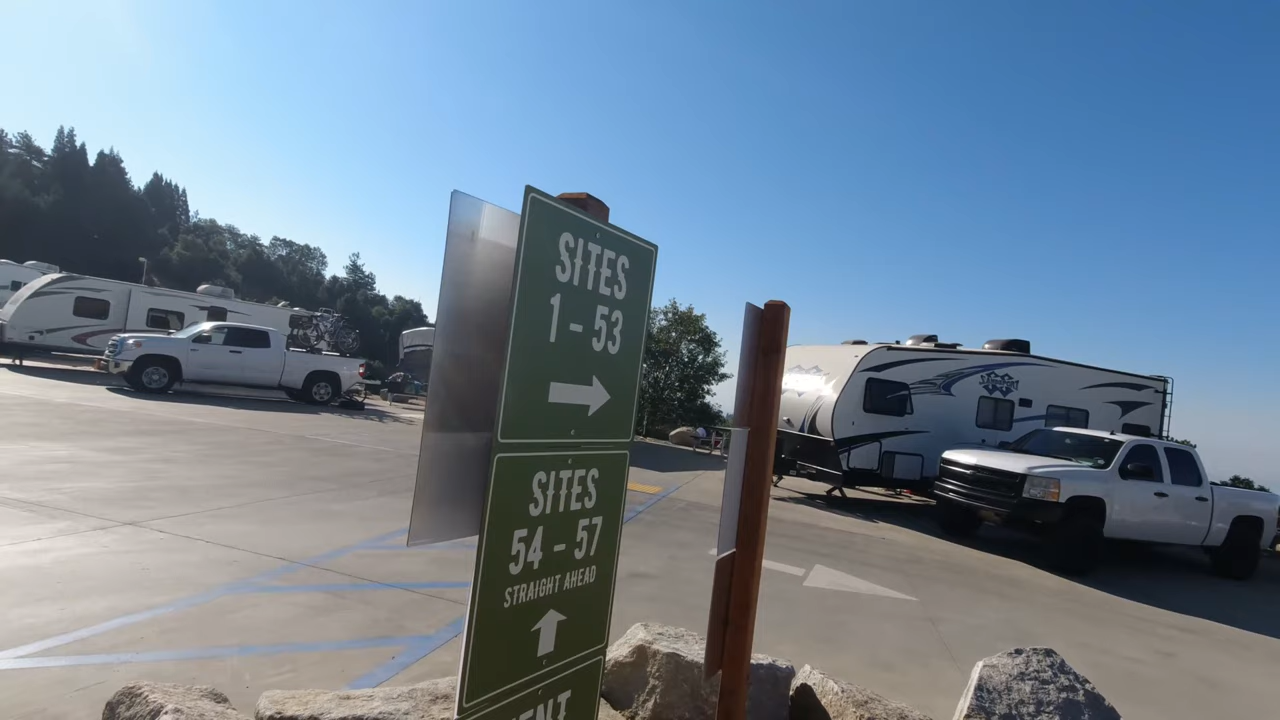 SITES
1 - 53
SITES
54 - 57
STRAIGHT AHEAD